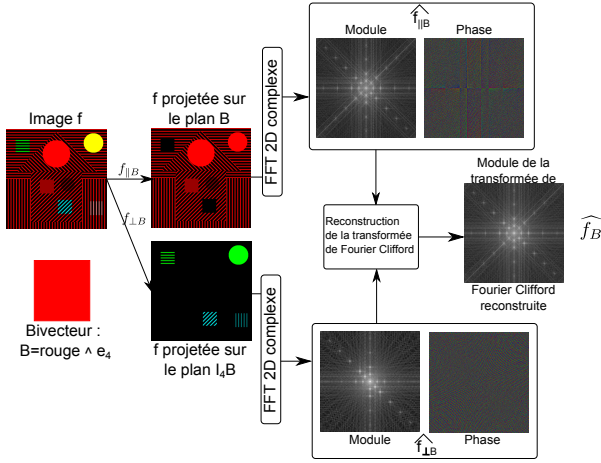 Image f
f projetée sur
le plan B
f∥B
f⊥B
Bivecteur :
B=rouge ∧ e₄
f projetée sur
le plan I₄B
FFT 2D complexe
FFT 2D complexe
f̂∥B
Module
Phase
Reconstruction
de la transformée
de Fourier Clifford
Module de la
transformée de
Fourier Clifford
reconstruite
f̂_B
Module
Phase
f̂⊥B